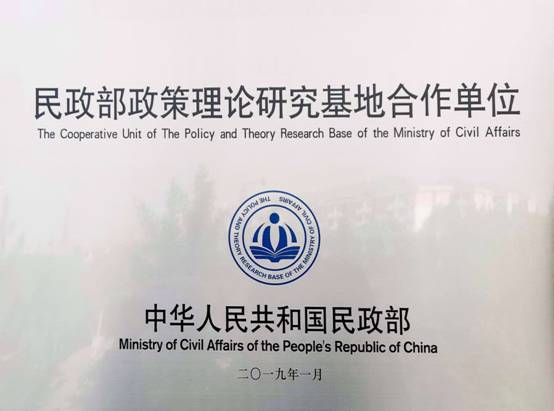 民政部政策理论研究基地合作单位
The Cooperative Unit of The Policy and Theory Research Base of the Ministry of Civil Affairs
THE POLICY AND THEORY RESEARCH BASE OF THE MINISTRY OF CIVIL AFFAIRS
中华人民共和国民政部
Ministry of Civil Affairs of the People's Republic of China
二〇一九年一月